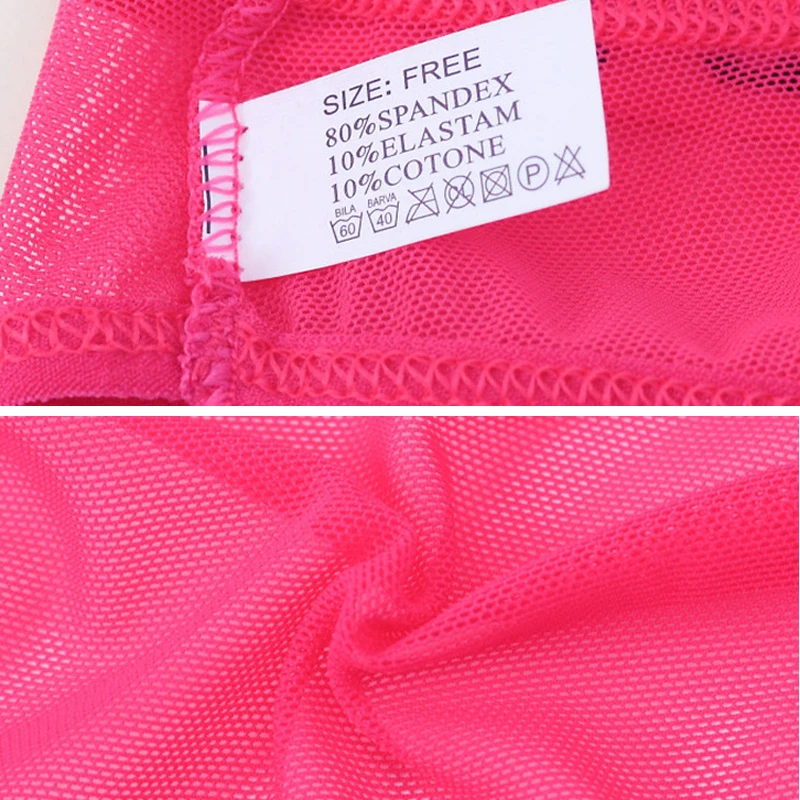 SIZE: FREE
80%SPANDEX
10%ELASTAM
10%COTONE
BILA BARVA
60 40 P